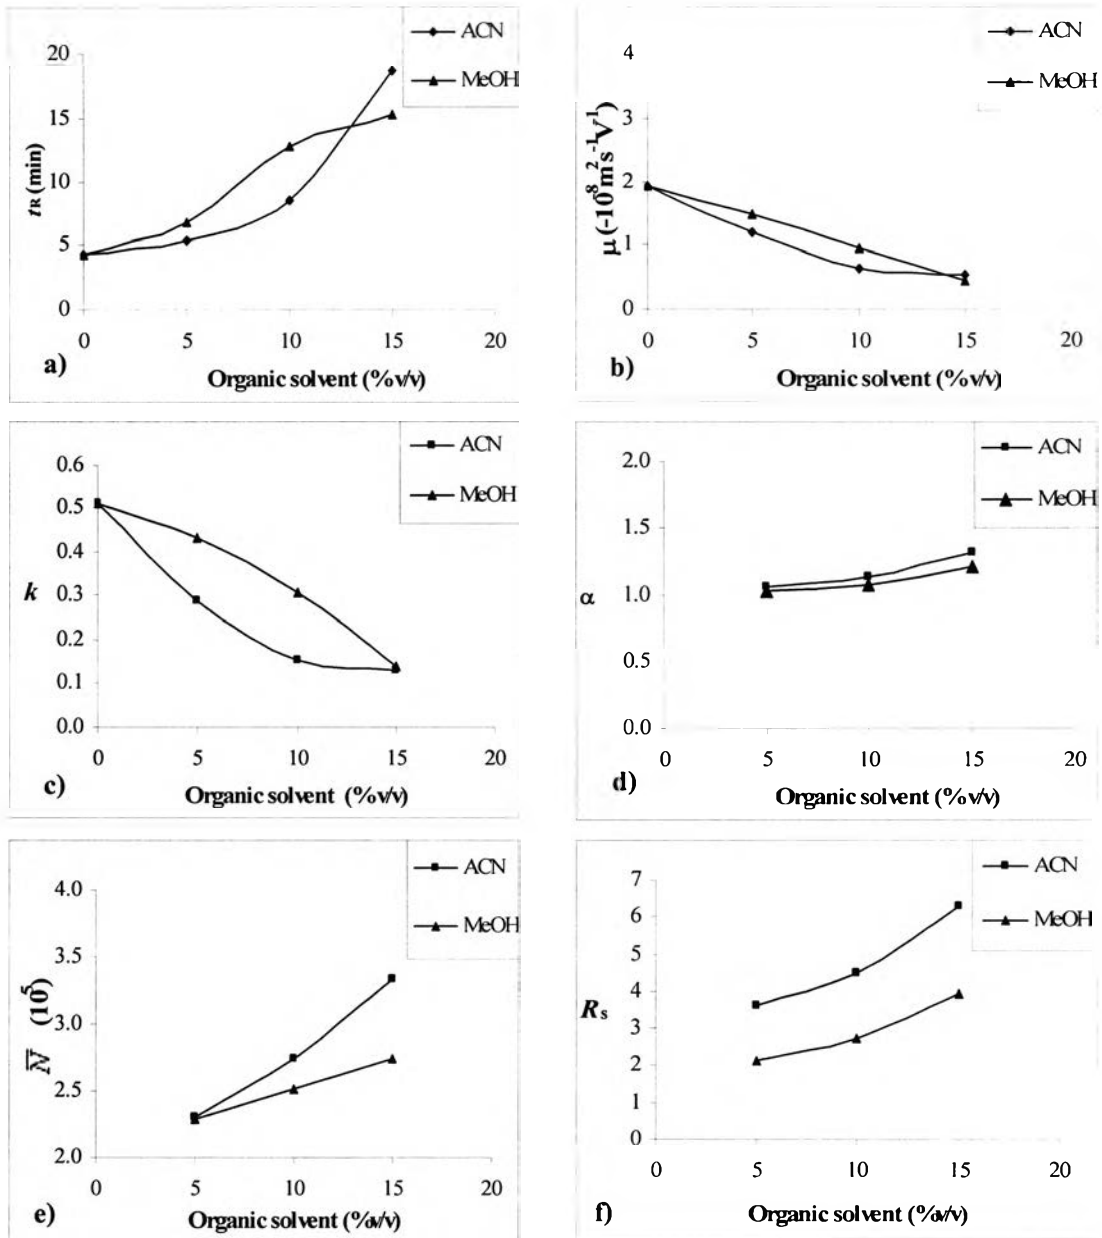 ACN
MeOH
20
15
10
5
0
tR (min)
0 5 10 15 20
a) Organic solvent (%v/v)
ACN
MeOH
4
3
2
1
0
μ (-10⁸ m² s⁻¹ V⁻¹)
0 5 10 15 20
b) Organic solvent (%v/v)
ACN
MeOH
0.6
0.5
0.4
0.3
0.2
0.1
0.0
k
0 5 10 15 20
c) Organic solvent (%v/v)
ACN
MeOH
2.0
1.5
1.0
0.5
0.0
α
0 5 10 15 20
d) Organic solvent (%v/v)
ACN
MeOH
4.0
3.5
3.0
2.5
2.0
N̅ (10⁵)
0 5 10 15 20
e) Organic solvent (%v/v)
ACN
MeOH
7
6
5
4
3
2
1
0
Rs
0 5 10 15 20
f) Organic solvent (%v/v)